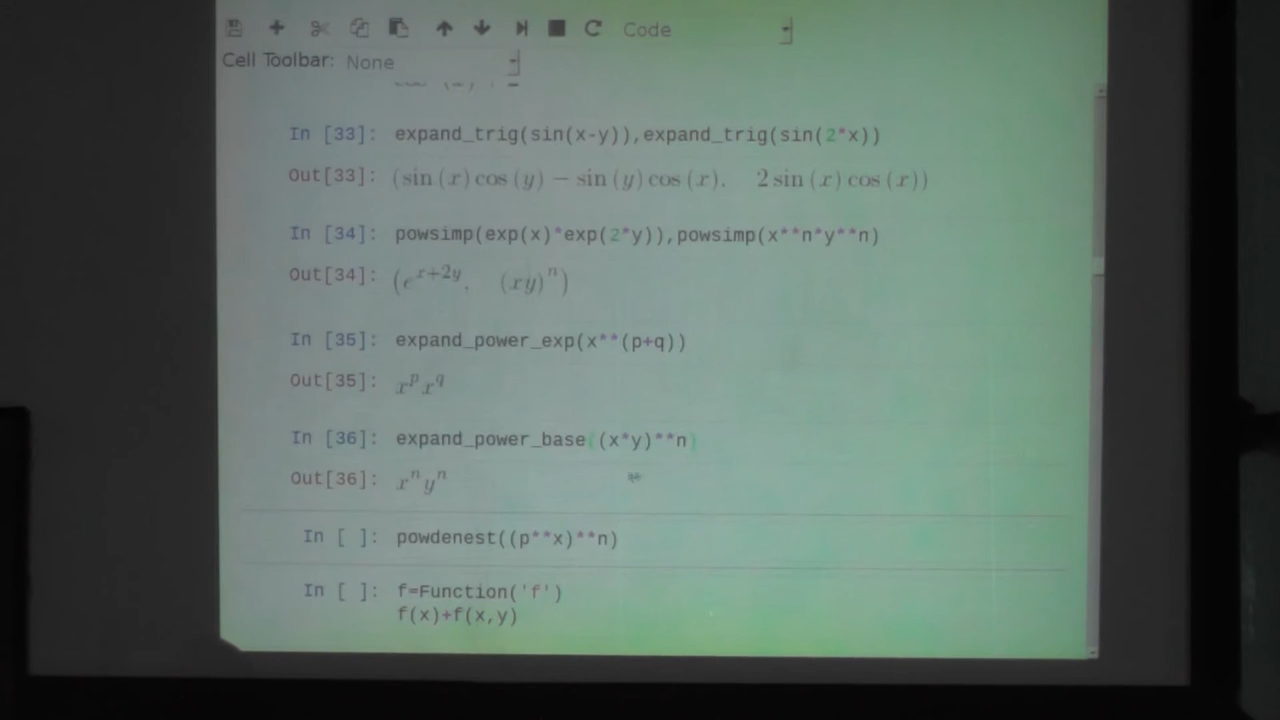 Code
Cell Toolbar: None
In [33]: expand_trig(sin(x-y)),expand_trig(sin(2*x))
Out[33]: (sin (x) cos (y) − sin (y) cos (x), 2 sin (x) cos (x))
In [34]: powsimp(exp(x)*exp(2*y)),powsimp(x**n*y**n)
Out[34]: (e^{x+2y}, (xy)^n)
In [35]: expand_power_exp(x**(p+q))
Out[35]: x^p x^q
In [36]: expand_power_base((x*y)**n)
Out[36]: x^n y^n
In [ ]: powdenest((p**x)**n)
In [ ]: f=Function('f')
f(x)+f(x,y)